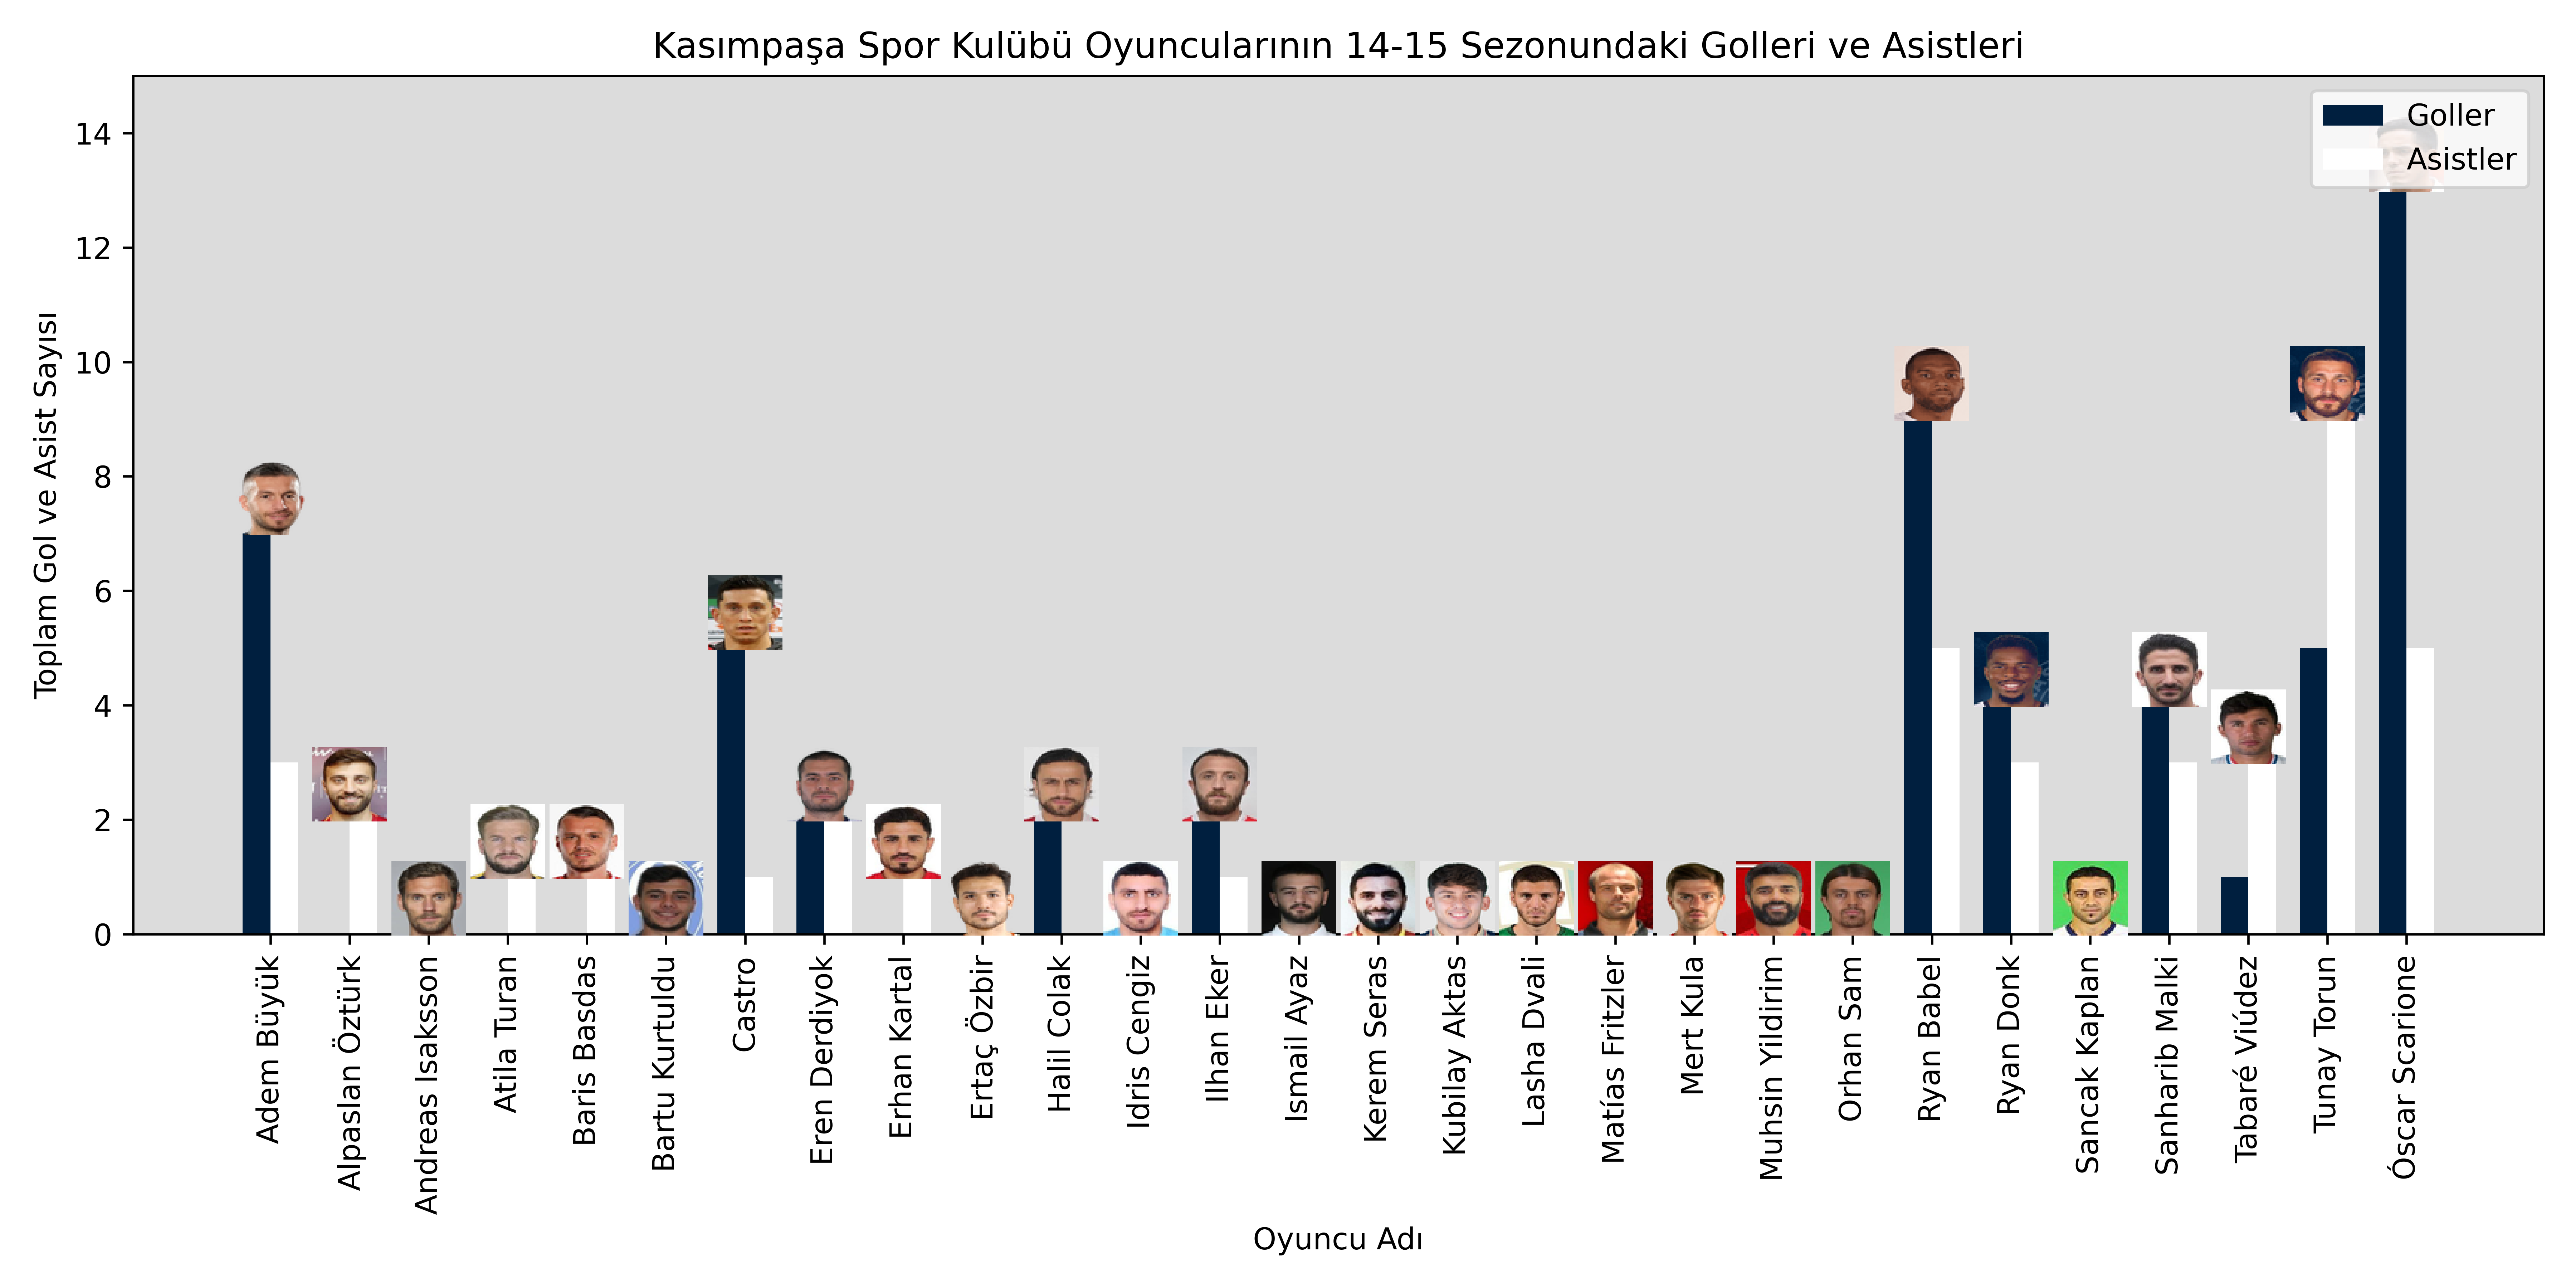 Kasımpaşa Spor Kulübü Oyuncularının 14-15 Sezonundaki Golleri ve Asistleri
Goller
Asistler
Toplam Gol ve Asist Sayısı
14
12
10
8
6
4
2
0
Adem Büyük
Alpaslan Öztürk
Andreas Isaksson
Atila Turan
Baris Basdas
Bartu Kurtuldu
Castro
Eren Derdiyok
Erhan Kartal
Ertaç Özbir
Halil Colak
Idris Cengiz
Ilhan Eker
Ismail Ayaz
Kerem Seras
Kubilay Aktas
Lasha Dvali
Matías Fritzler
Mert Kula
Muhsin Yildirim
Orhan Sam
Ryan Babel
Ryan Donk
Sancak Kaplan
Sanharib Malki
Tabaré Viúdez
Tunay Torun
Óscar Scarione
Oyuncu Adı